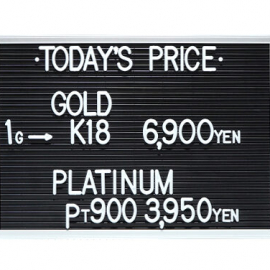 ·TODAY'S PRICE·
GOLD
1G→ K18 6,900YEN
PLATINUM
PT900 3,950YEN